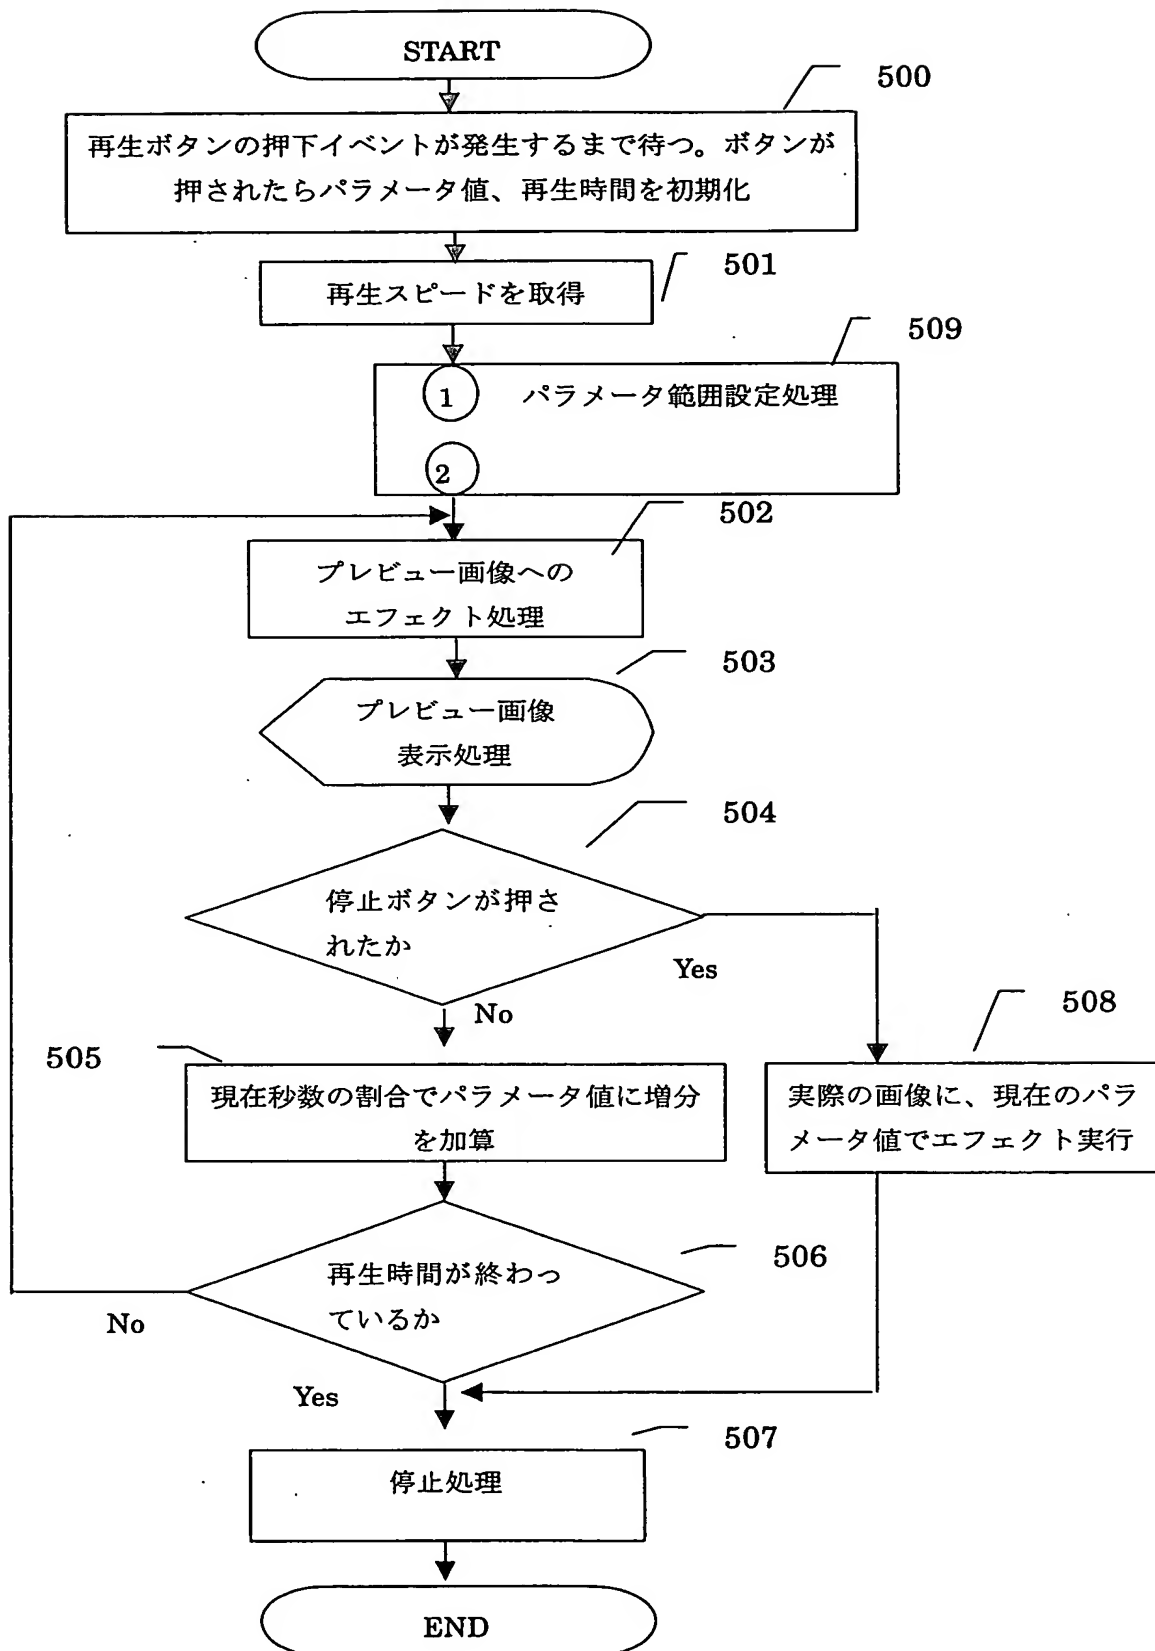 START
500
再生ボタンの押下イベントが発生するまで待つ。ボタンが
押されたらパラメータ値、再生時間を初期化
501
再生スピードを取得
509
1 パラメータ範囲設定処理
2
502
プレビュー画像への
エフェクト処理
503
プレビュー画像
表示処理
504
停止ボタンが押さ
れたか
Yes
No
508
505
現在秒数の割合でパラメータ値に増分
を加算
実際の画像に、現在のパラ
メータ値でエフェクト実行
506
再生時間が終わっ
ているか
No
Yes
507
停止処理
END